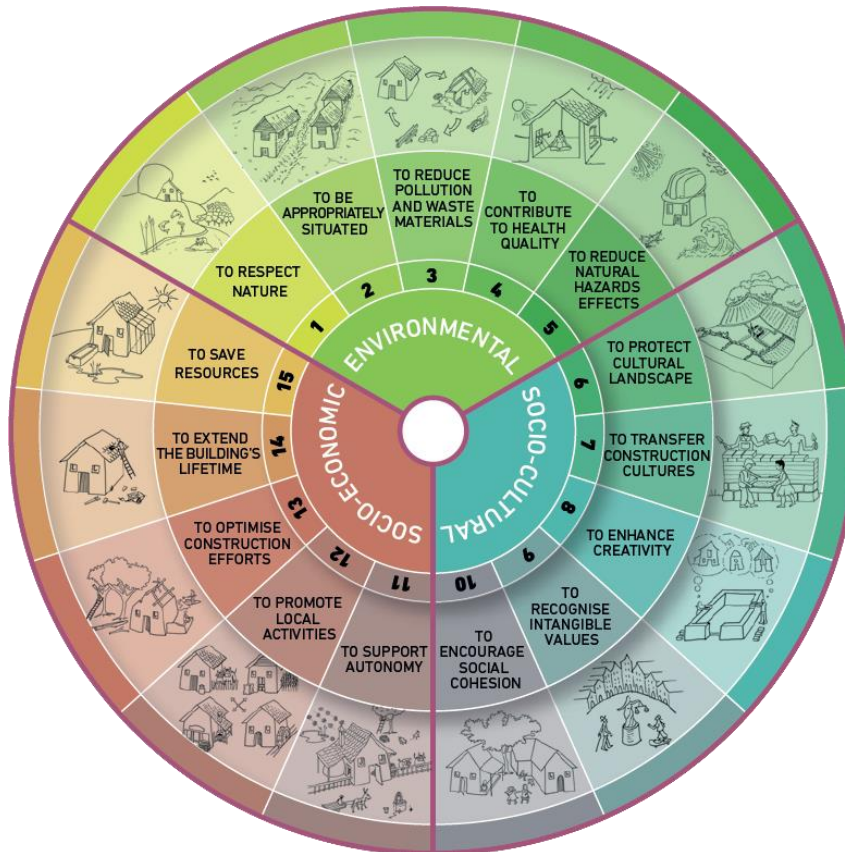 ENVIRONMENTAL
1
TO RESPECT
NATURE
2
TO BE
APPROPRIATELY
SITUATED
3
TO REDUCE
POLLUTION
AND WASTE
MATERIALS
4
TO
CONTRIBUTE
TO HEALTH
QUALITY
5
TO REDUCE
NATURAL
HAZARDS
EFFECTS
SOCIO-CULTURAL
6
TO PROTECT
CULTURAL
LANDSCAPE
7
TO TRANSFER
CONSTRUCTION
CULTURES
8
TO ENHANCE
CREATIVITY
9
TO
RECOGNISE
INTANGIBLE
VALUES
10
TO
ENCOURAGE
SOCIAL
COHESION
SOCIO-ECONOMIC
11
TO SUPPORT
AUTONOMY
12
TO PROMOTE
LOCAL
ACTIVITIES
13
TO OPTIMISE
CONSTRUCTION
EFFORTS
14
TO EXTEND
THE BUILDING'S
LIFETIME
15
TO SAVE
RESOURCES